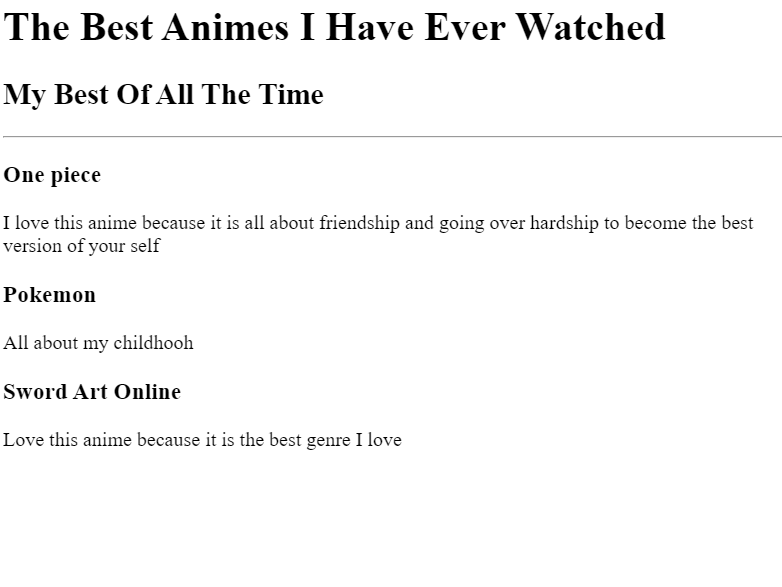 The Best Animes I Have Ever Watched
My Best Of All The Time
One piece
I love this anime because it is all about friendship and going over hardship to become the best
version of your self
Pokemon
All about my childhooh
Sword Art Online
Love this anime because it is the best genre I love